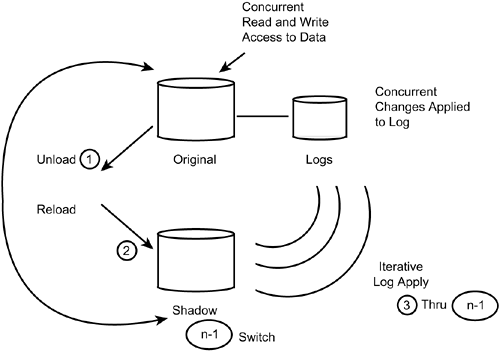 Concurrent
Read and Write
Access to Data
Concurrent
Changes Applied
to Log
Unload 1
Original
Logs
Reload
2
Iterative
Log Apply
3 Thru n-1
Shadow
n-1 Switch